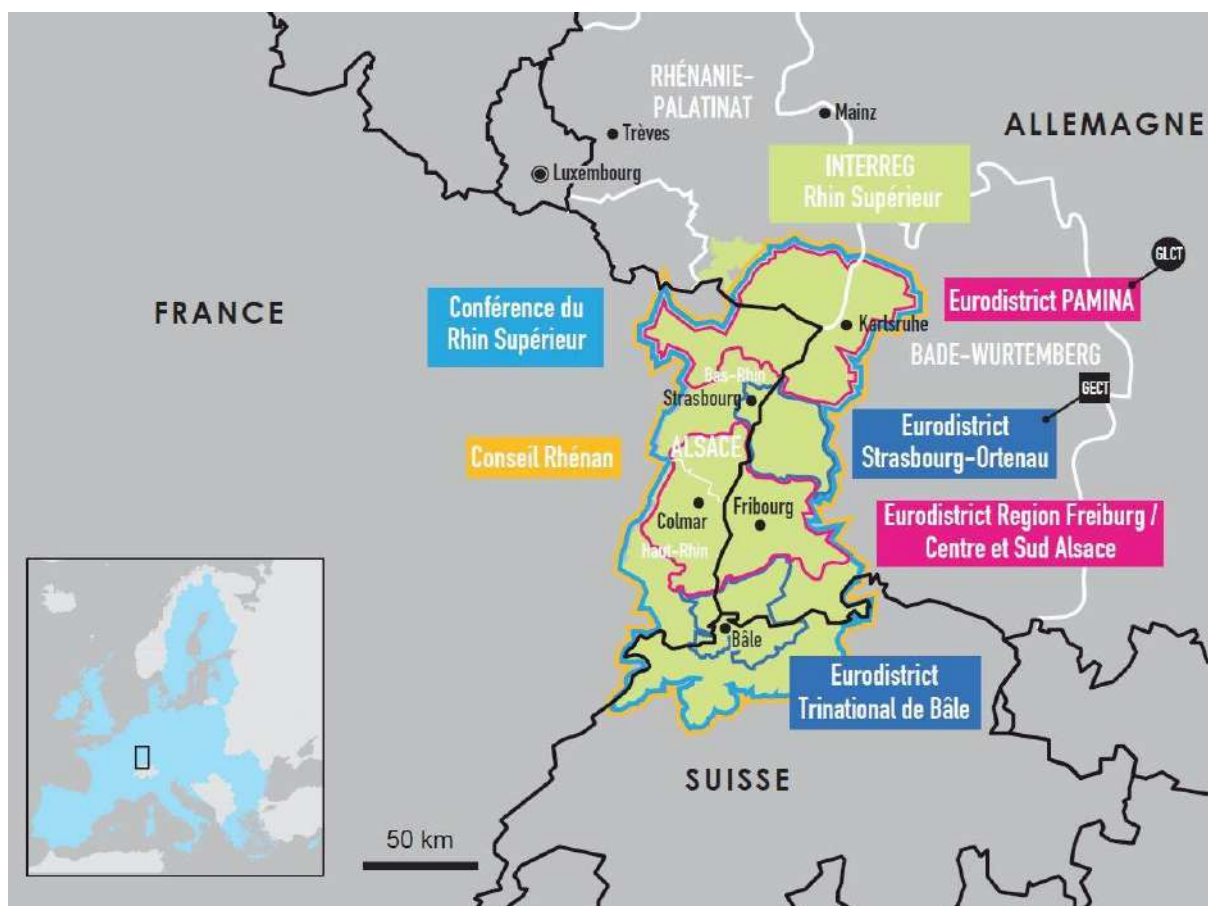 RHÉNANIE-
PALATINAT
Mainz
ALLEMAGNE
Trèves
Luxembourg
INTERREG
Rhin Supérieur
GLCT
Eurodistrict PAMINA
FRANCE
Conférence du
Rhin Supérieur
Karlsruhe
BADE-WURTEMBERG
Bas-Rhin
GECT
Strasbourg
Eurodistrict
Strasbourg-Ortenau
ALSACE
Conseil Rhénan
Colmar
Fribourg
Eurodistrict Region Freiburg /
Centre et Sud Alsace
Haut-Rhin
Bâle
Eurodistrict
Trinational de Bâle
SUISSE
50 km